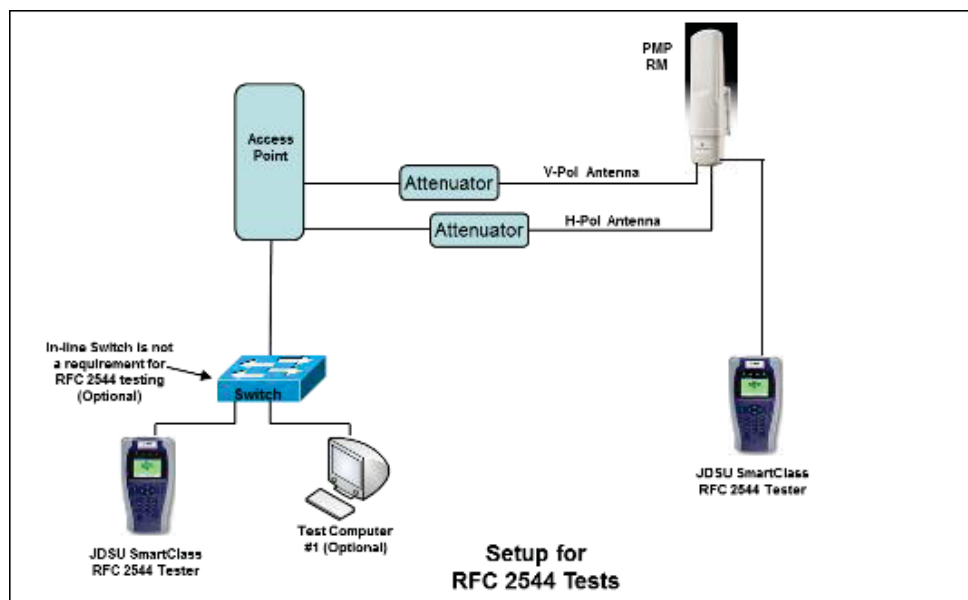 PMP
RM
Access
Point
Attenuator
V-Pol Antenna
Attenuator
H-Pol Antenna
In-line Switch is not
a requirement for
RFC 2544 testing
(Optional)
Switch
JDSU SmartClass
RFC 2544 Tester
Test Computer
#1 (Optional)
JDSU SmartClass
RFC 2544 Tester
Setup for
RFC 2544 Tests